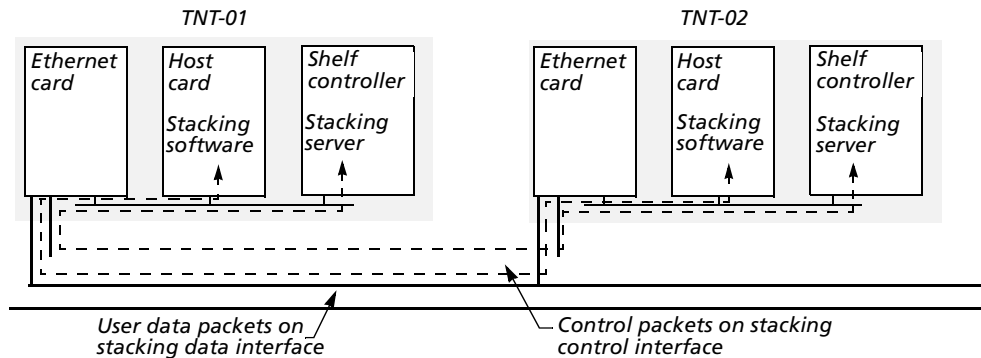 TNT-01
TNT-02
Ethernet
card
Host
card
Shelf
controller
Stacking
software
Stacking
server
Ethernet
card
Host
card
Shelf
controller
Stacking
software
Stacking
server
User data packets on
stacking data interface
Control packets on stacking
control interface